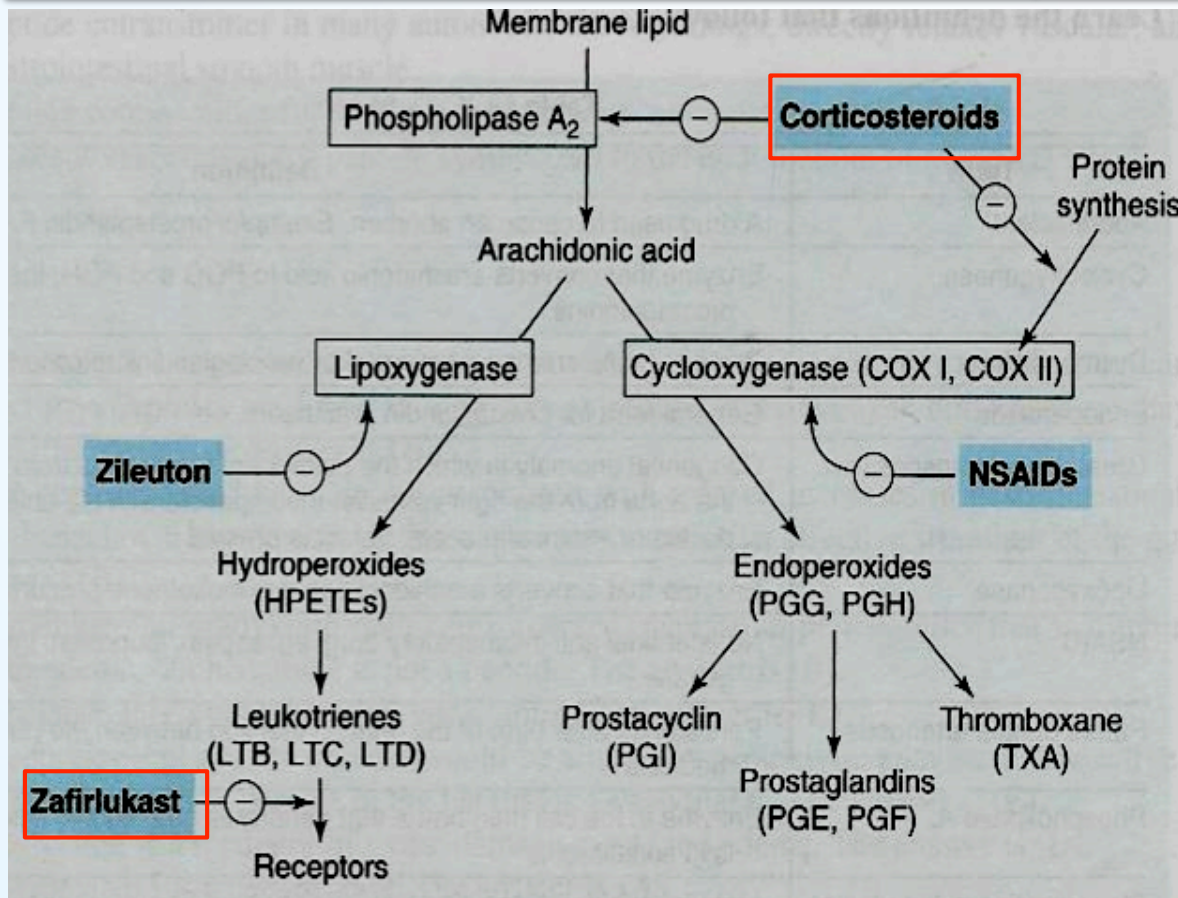 Membrane lipid
Phospholipase A2
Corticosteroids
Protein
synthesis
Arachidonic acid
Lipoxygenase
Cyclooxygenase (COX I, COX II)
Zileuton
NSAIDs
Hydroperoxides
(HPETEs)
Endoperoxides
(PGG, PGH)
Leukotrienes
(LTB, LTC, LTD)
Prostacyclin
(PGI)
Thromboxane
(TXA)
Prostaglandins
(PGE, PGF)
Zafirlukast
Receptors